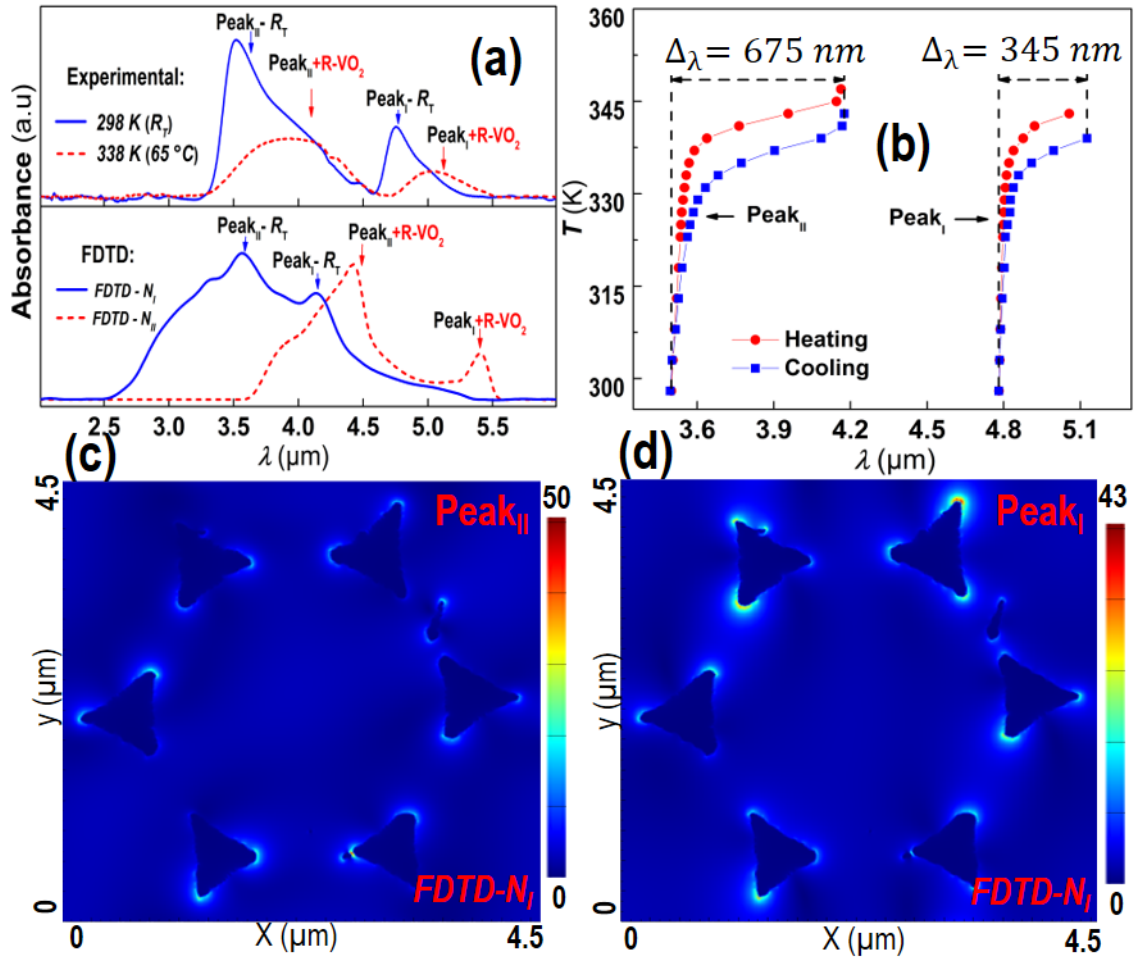 (a)
Absorbance (a.u)
Experimental:
298 K (R_T)
338 K (65 °C)
Peak_II- R_T
Peak_II+R-VO_2
Peak_I- R_T
Peak_I+R-VO_2
FDTD:
FDTD - N_I
FDTD - N_II
Peak_II- R_T
Peak_I- R_T
Peak_II+R-VO_2
Peak_I+R-VO_2
2.5 3.0 3.5 4.0 4.5 5.0 5.5
λ (µm)
(b)
T (K)
360
345
330
315
300
Δ_λ= 675 nm
Δ_λ= 345 nm
Peak_II
Peak_I
Heating
Cooling
3.6 3.9 4.2 4.8 5.1
λ (µm)
(c)
4.5
y (µm)
0
Peak_II
50
0
FDTD-N_I
0
X (µm)
4.5
(d)
4.5
y (µm)
0
Peak_I
43
0
FDTD-N_I
0
X (µm)
4.5